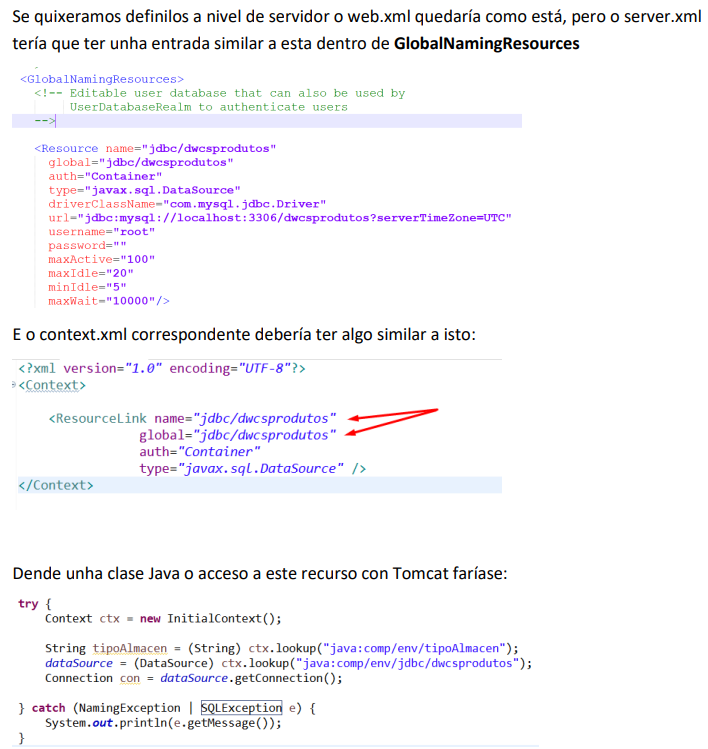 Se quixeramos definilos a nivel de servidor o web.xml quedaría como está, pero o server.xml
tería que ter unha entrada similar a esta dentro de GlobalNamingResources
<GlobalNamingResources>
<!-- Editable user database that can also be used by
UserDatabaseRealm to authenticate users
-->
<Resource name="jdbc/dwcsprodutos"
global="jdbc/dwcsprodutos"
auth="Container"
type="javax.sql.DataSource"
driverClassName="com.mysql.jdbc.Driver"
url="jdbc:mysql://localhost:3306/dwcsprodutos?serverTimeZone=UTC"
username="root"
password=""
maxActive="100"
maxIdle="20"
minIdle="5"
maxWait="10000"/>
E o context.xml correspondente debería ter algo similar a isto:
<?xml version="1.0" encoding="UTF-8"?>
<Context>
<ResourceLink name="jdbc/dwcsprodutos"
global="jdbc/dwcsprodutos"
auth="Container"
type="javax.sql.DataSource" />
</Context>
Dende unha clase Java o acceso a este recurso con Tomcat faríase:
try {
Context ctx = new InitialContext();
String tipoAlmacen = (String) ctx.lookup("java:comp/env/tipoAlmacen");
dataSource = (DataSource) ctx.lookup("java:comp/env/jdbc/dwcsprodutos");
Connection con = dataSource.getConnection();
} catch (NamingException | SQLException e) {
System.out.println(e.getMessage());
}